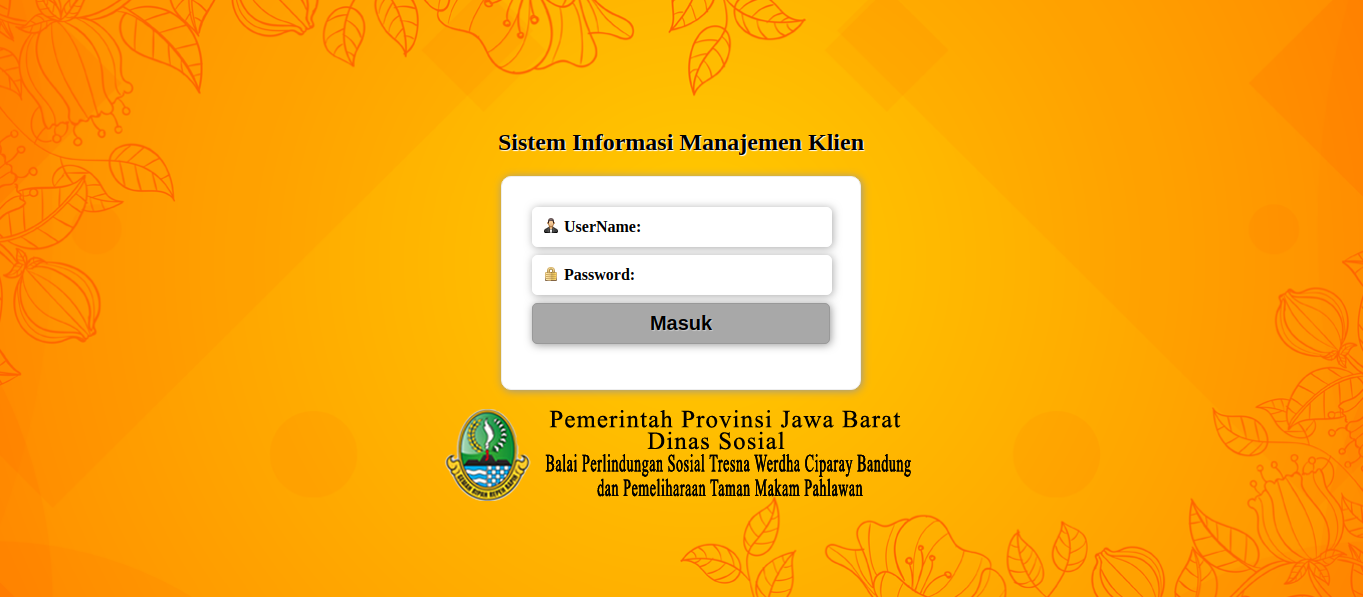 Sistem Informasi Manajemen Klien
UserName:
Password:
Masuk
Pemerintah Provinsi Jawa Barat
Dinas Sosial
Balai Perlindungan Sosial Tresna Werdha Ciparay Bandung
dan Pemeliharaan Taman Makam Pahlawan